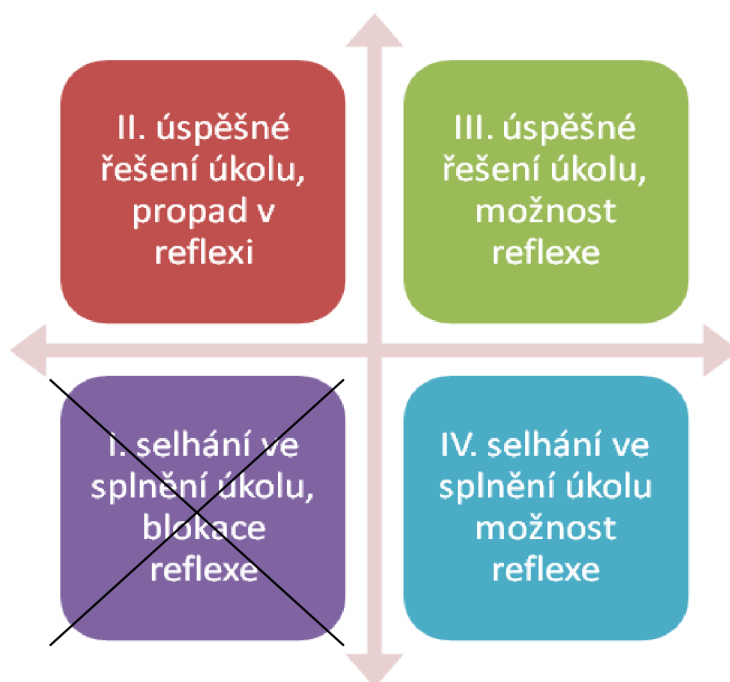 II. úspěšné
řešení úkolu,
propad v
reflexi
III. úspěšné
řešení úkolu,
možnost
reflexe
I. selhání ve
splnění úkolu,
blokace
reflexe
IV. selhání ve
splnění úkolu
možnost
reflexe